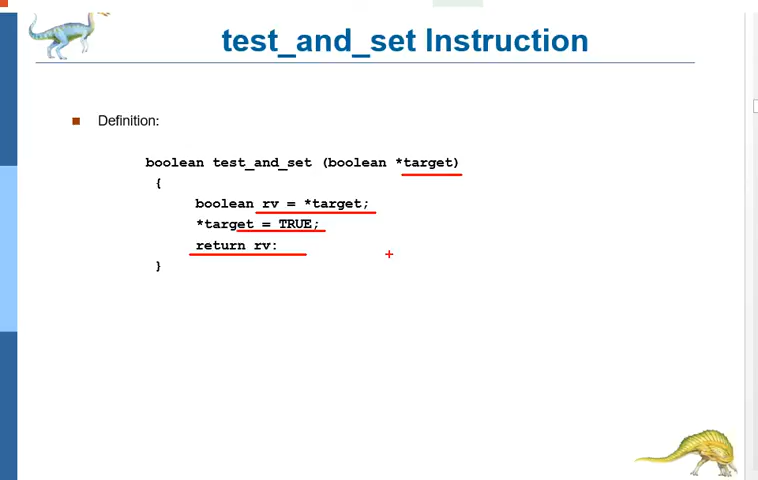 test_and_set Instruction
Definition:
boolean test_and_set (boolean *target)
{
boolean rv = *target;
*target = TRUE;
return rv:
}